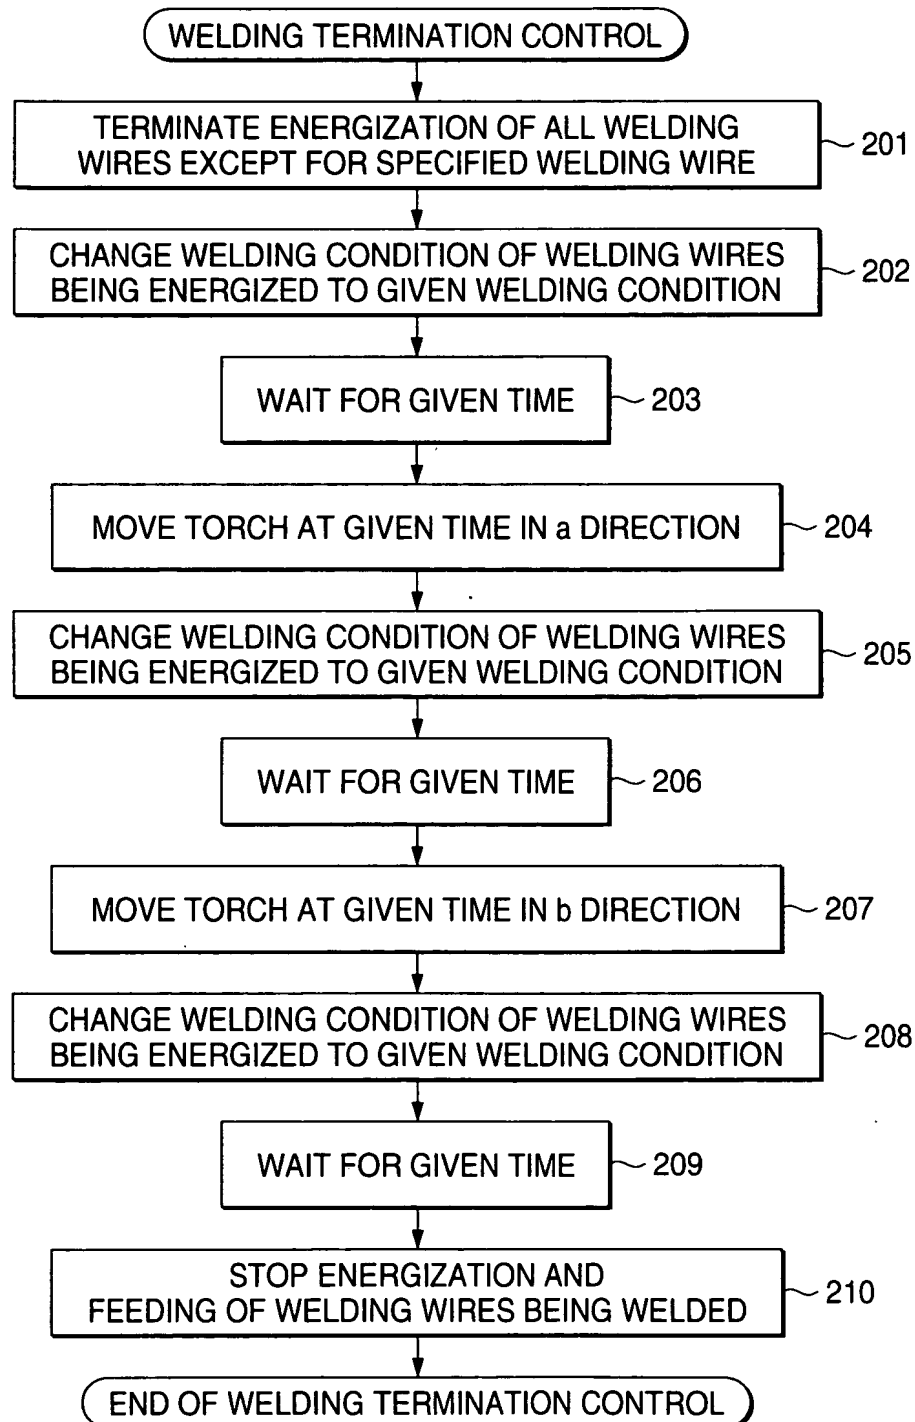 WELDING TERMINATION CONTROL
TERMINATE ENERGIZATION OF ALL WELDING
WIRES EXCEPT FOR SPECIFIED WELDING WIRE
201
CHANGE WELDING CONDITION OF WELDING WIRES
BEING ENERGIZED TO GIVEN WELDING CONDITION
202
WAIT FOR GIVEN TIME
203
MOVE TORCH AT GIVEN TIME IN a DIRECTION
204
CHANGE WELDING CONDITION OF WELDING WIRES
BEING ENERGIZED TO GIVEN WELDING CONDITION
205
WAIT FOR GIVEN TIME
206
MOVE TORCH AT GIVEN TIME IN b DIRECTION
207
CHANGE WELDING CONDITION OF WELDING WIRES
BEING ENERGIZED TO GIVEN WELDING CONDITION
208
WAIT FOR GIVEN TIME
209
STOP ENERGIZATION AND
FEEDING OF WELDING WIRES BEING WELDED
210
END OF WELDING TERMINATION CONTROL